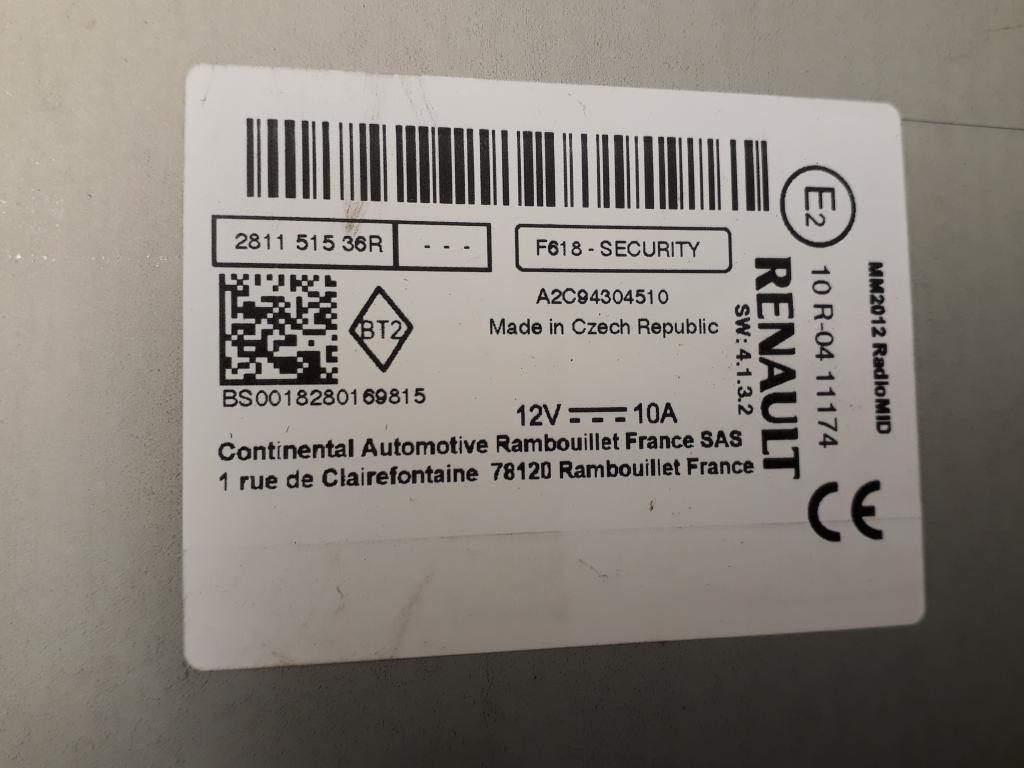 2811 515 36R
- - -
F618 - SECURITY
A2C94304510
Made in Czech Republic
BT2
BS0018280169815
12V 10A
Continental Automotive Rambouillet France SAS
1 rue de Clairefontaine 78120 Rambouillet France
E2
10 R-04 11174
MM2012 RadioMID
RENAULT
SW: 4.1.3.2
CE